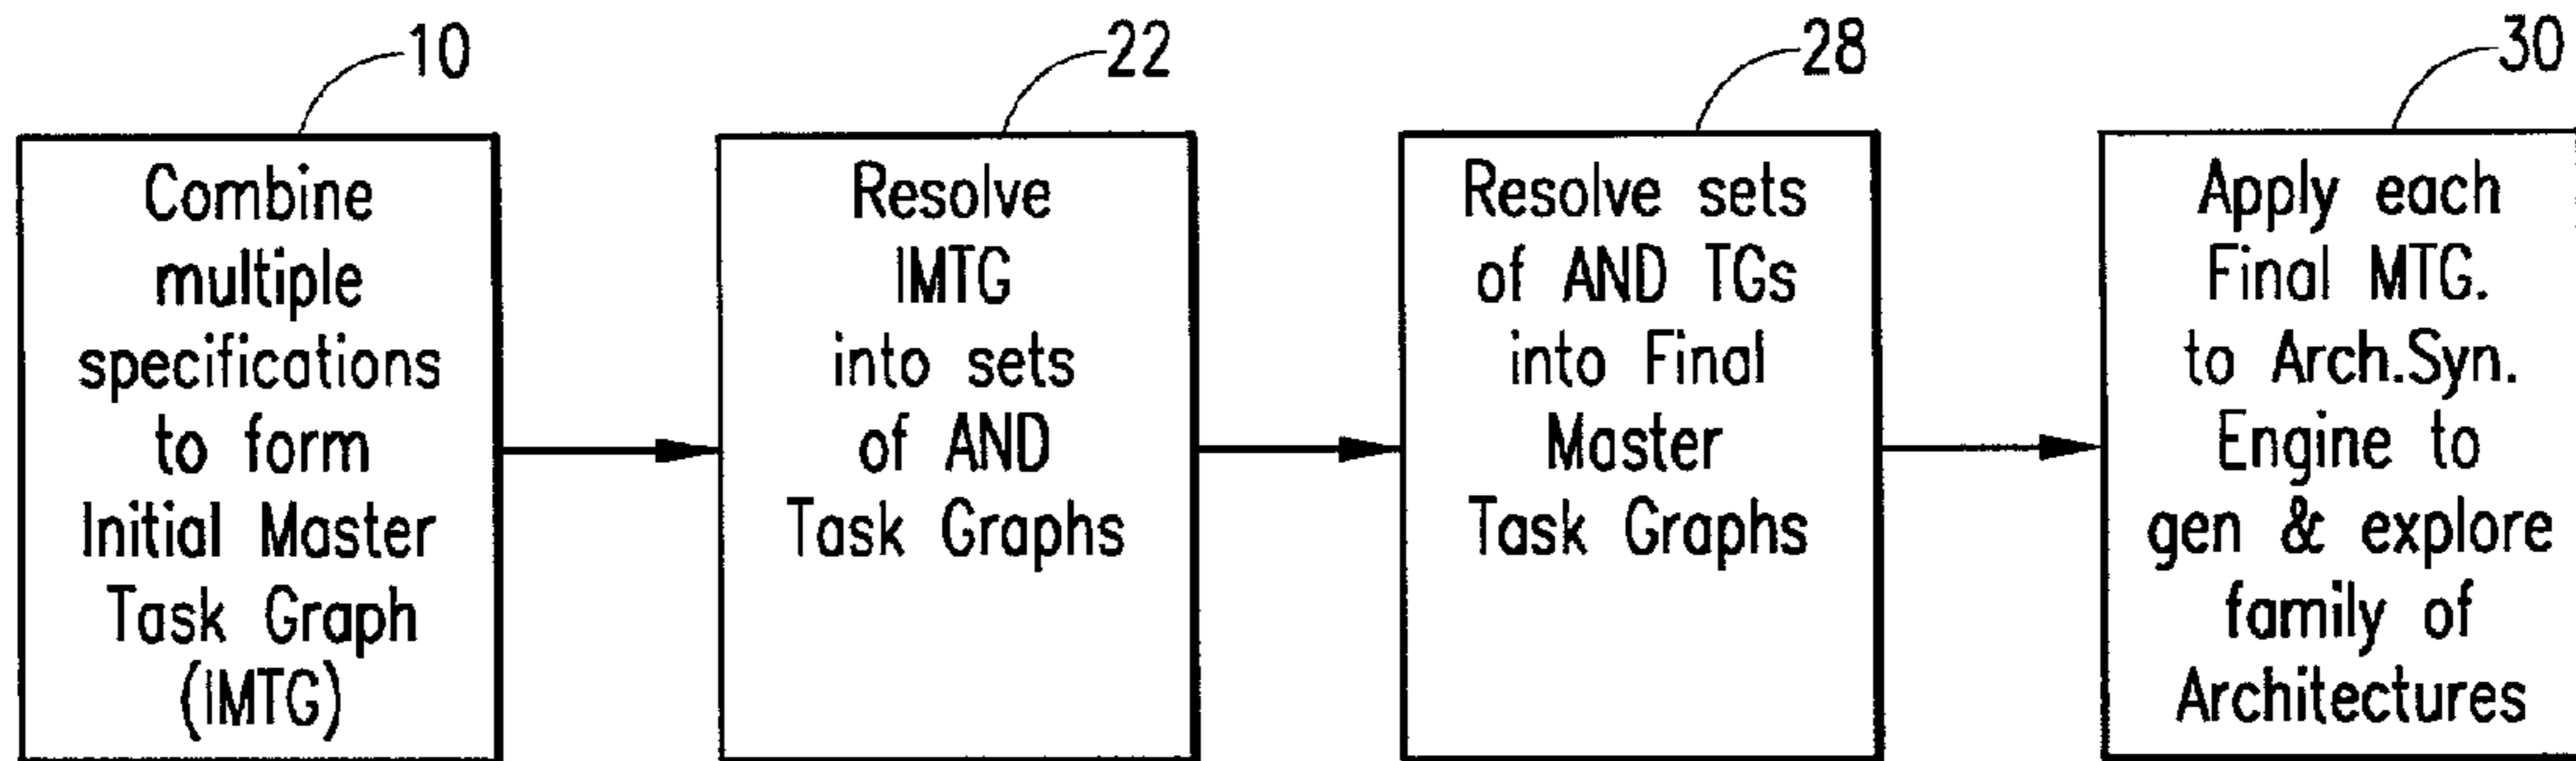 10
Combine
multiple
specifications
to form
Initial Master
Task Graph
(IMTG)
22
Resolve
IMTG
into sets
of AND
Task Graphs
28
Resolve sets
of AND TGs
into Final
Master
Task Graphs
30
Apply each
Final MTG.
to Arch.Syn.
Engine to
gen & explore
family of
Architectures